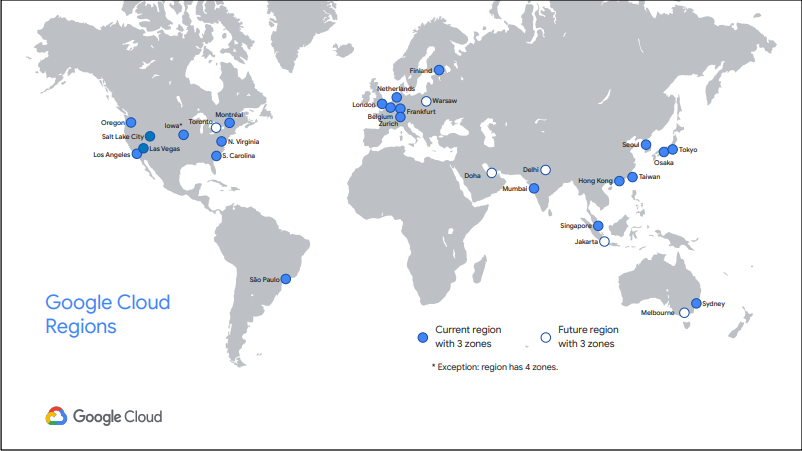 Finland
Netherlands
London
Warsaw
Belgium
Frankfurt
Zurich
Oregon
Iowa*
Toronto
Montréal
Salt Lake City
Las Vegas
N. Virginia
Los Angeles
S. Carolina
Seoul
Tokyo
Osaka
Doha
Delhi
Mumbai
Hong Kong
Taiwan
Singapore
Jakarta
São Paulo
Sydney
Melbourne
Google Cloud
Regions
Current region
with 3 zones
Future region
with 3 zones
* Exception: region has 4 zones.
Google Cloud